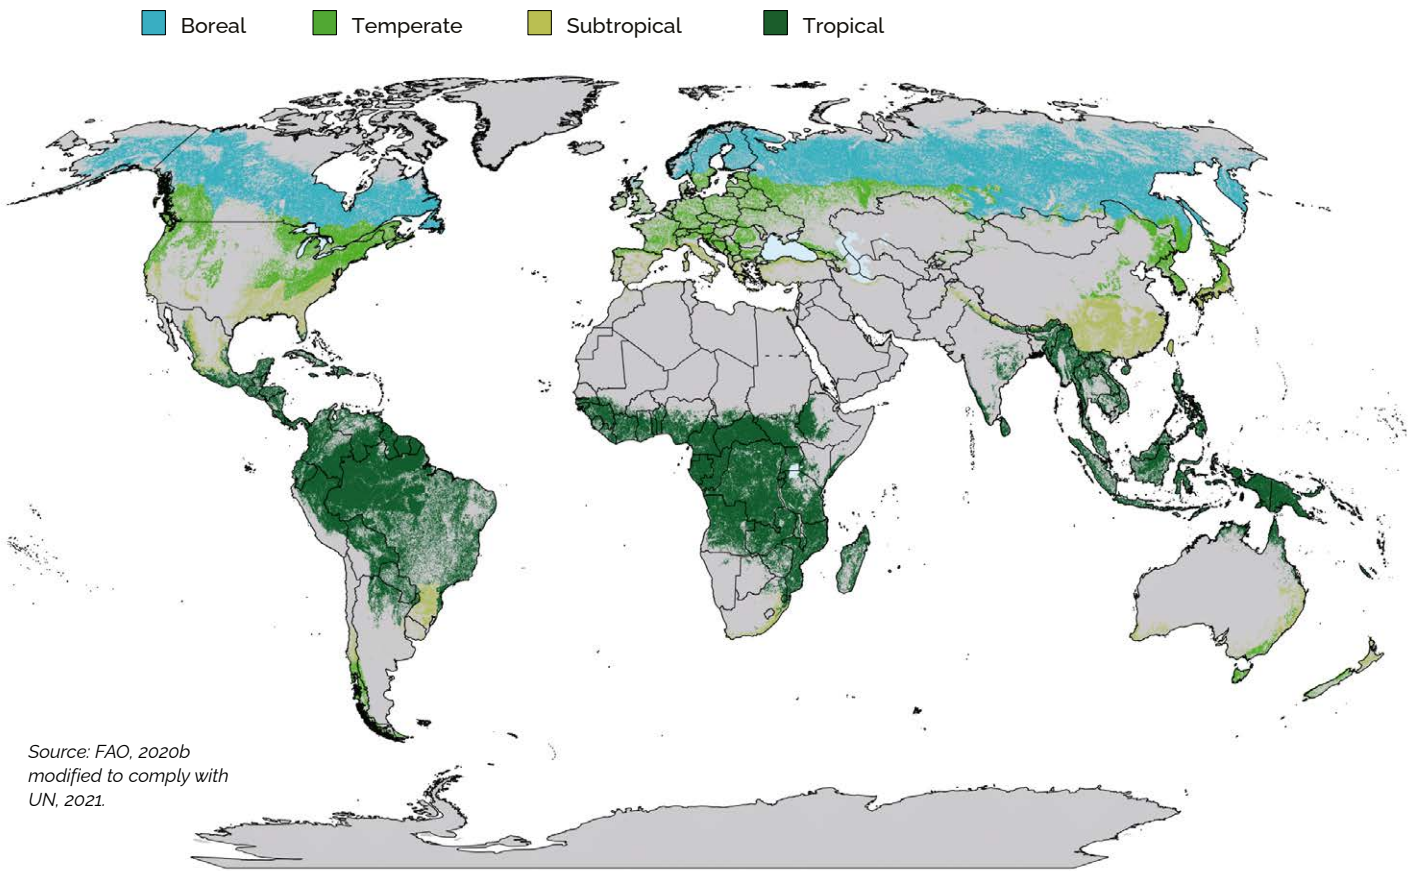 Boreal Temperate Subtropical Tropical
Source: FAO, 2020b
modified to comply with
UN, 2021.